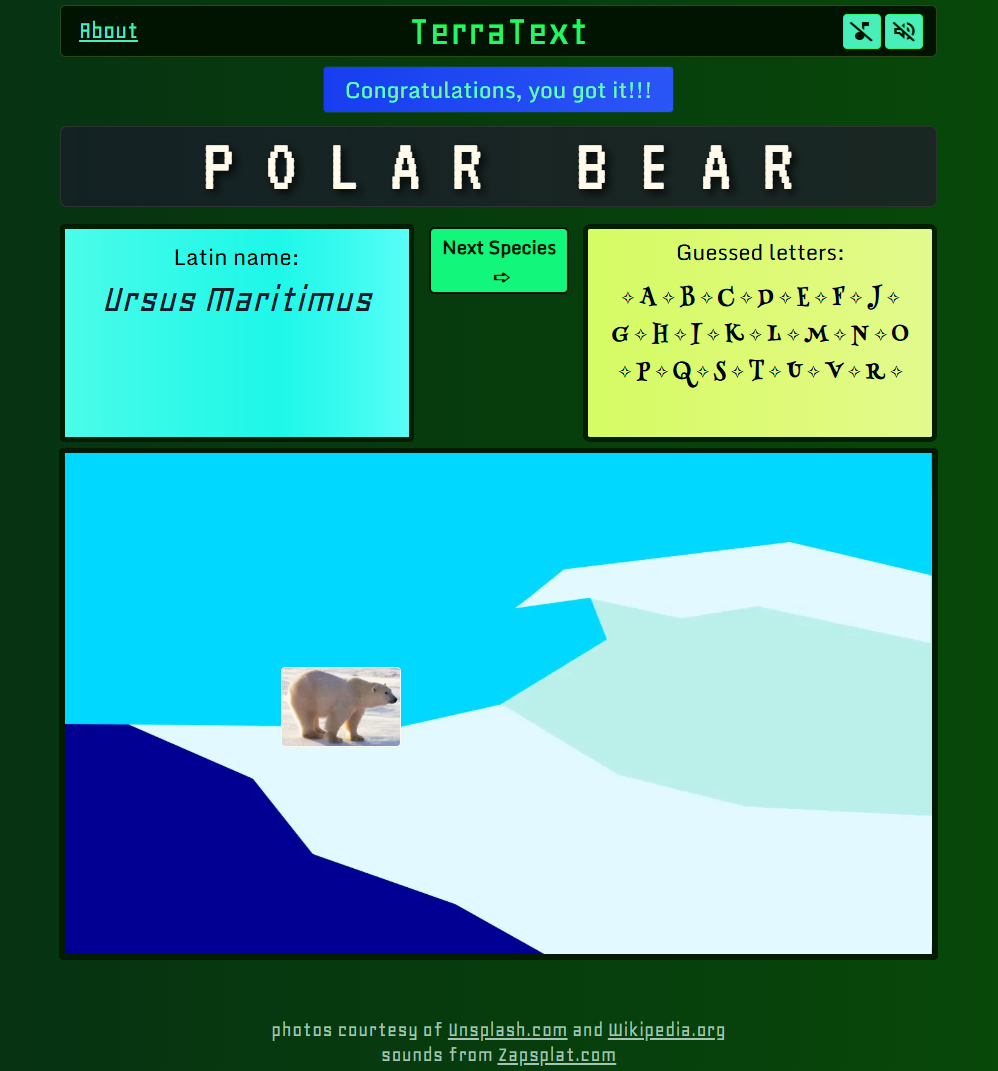 About
TerraText
Congratulations, you got it!!!
POLAR BEAR
Latin name:
Ursus Maritimus
Next Species
⇨
Guessed letters:
✧ A ✧ B ✧ C ✧ D ✧ E ✧ F ✧ J ✧
G ✧ H ✧ I ✧ K ✧ L ✧ M ✧ N ✧ O
✧ P ✧ Q ✧ S ✧ T ✧ U ✧ V ✧ R ✧
photos courtesy of Unsplash.com and Wikipedia.org
sounds from Zapsplat.com